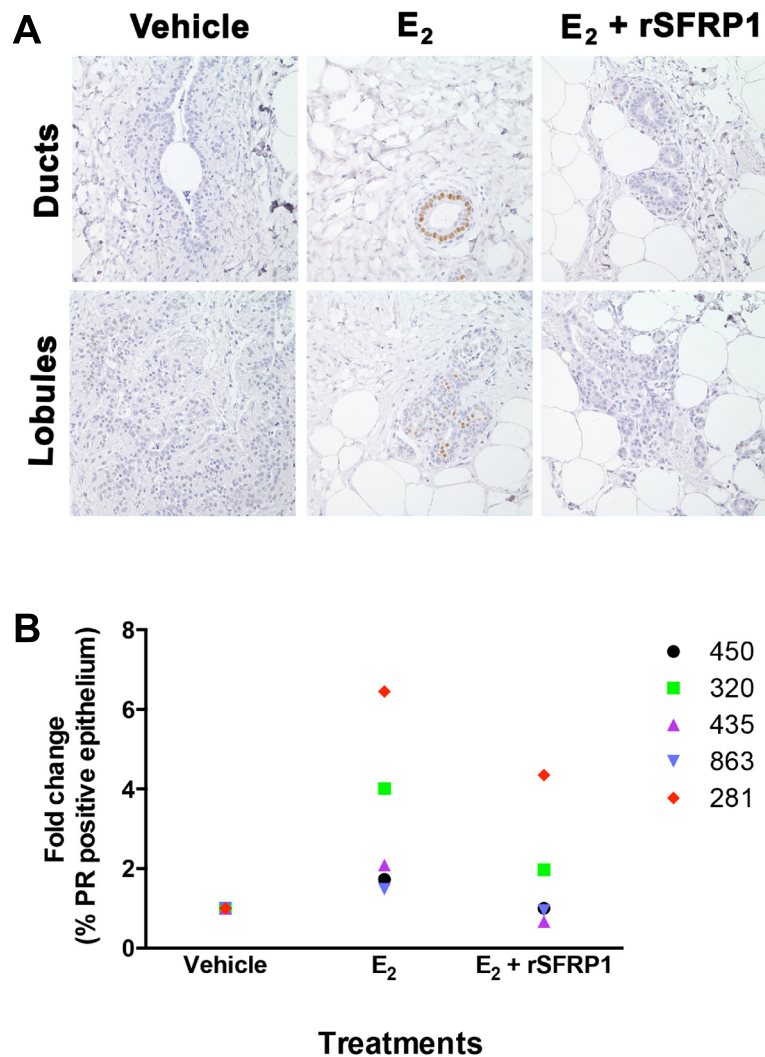 A
Vehicle
E₂
E₂ + rSFRP1
Ducts
Lobules
B
Fold change
(% PR positive epithelium)
8
6
4
2
0
Vehicle
E₂
E₂ + rSFRP1
Treatments
450
320
435
863
281